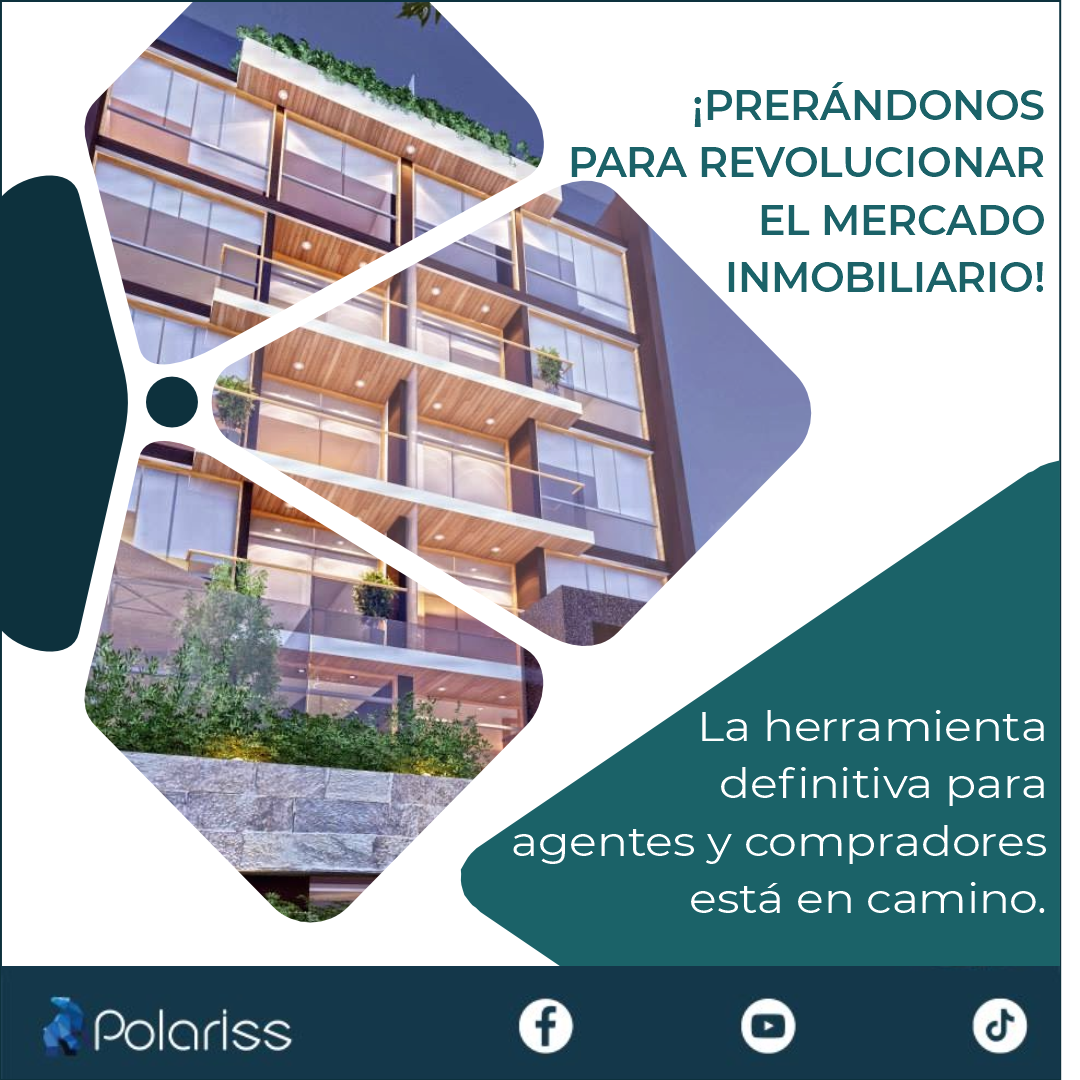 ¡PRERÁNDONOS
PARA REVOLUCIONAR
EL MERCADO
INMOBILIARIO!
La herramienta
definitiva para
agentes y compradores
está en camino.
Polariss